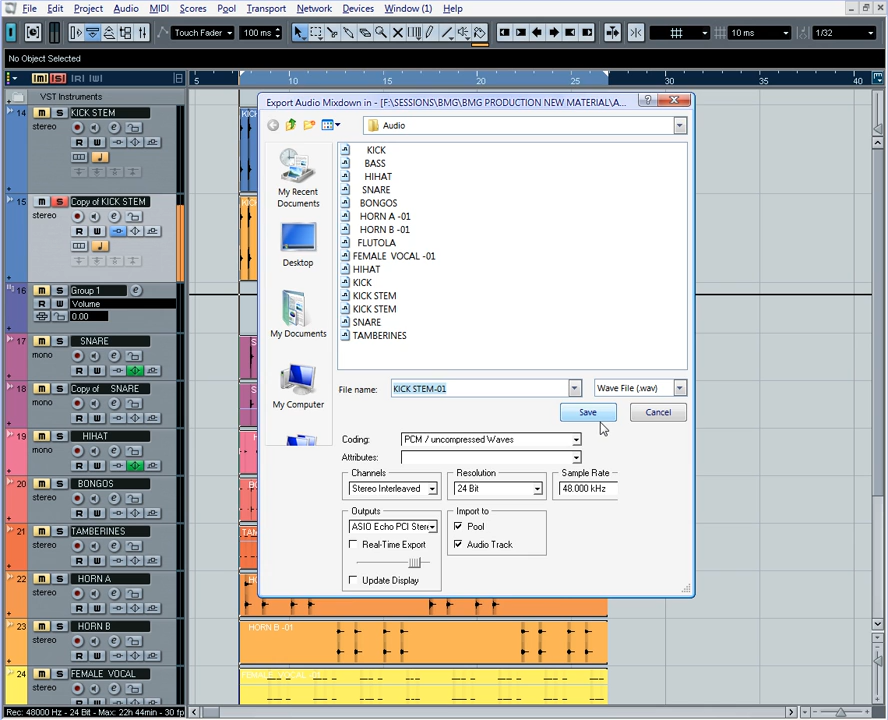 File Edit Project Audio MIDI Scores Pool Transport Network Devices Window (1) Help
Touch Fader 100 ms 10 ms 1/32
No Object Selected
[M] [S] |R| |W|
5 10 15 20 25 30 35 40
VST Instruments
14 M S KICK STEM
stereo
R W
15 M S Copy of KICK STEM
stereo
R W
16 M S Group 1 e
R W Volume
0.00
17 M S SNARE
mono
R W
18 M S Copy of SNARE
mono
R W
19 M S HIHAT
mono
R W
20 M S BONGOS
stereo
R W
21 M S TAMBERINES
stereo
R W
22 M S HORN A
stereo
R W
23 M S HORN B
stereo
R W
24 M S FEMALE VOCAL
stereo
HORN B -01
Export Audio Mixdown in - [F:\SESSIONS\BMG\BMG PRODUCTION NEW MATERIAL\A...
Audio
My Recent
Documents
Desktop
My Documents
My Computer
KICK
BASS
HIHAT
SNARE
BONGOS
HORN A -01
HORN B -01
FLUTOLA
FEMALE VOCAL -01
HIHAT
KICK
KICK STEM
KICK STEM
SNARE
TAMBERINES
File name: KICK STEM-01 Wave File (.wav)
Save Cancel
Coding: PCM / uncompressed Waves
Attributes:
Channels Resolution Sample Rate
Stereo Interleaved 24 Bit 48.000 kHz
Outputs Import to
ASIO Echo PCI Stere Pool
Real-Time Export Audio Track
Update Display
Rec: 48000 Hz - 24 Bit - Max: 22h 44min - 30 fp